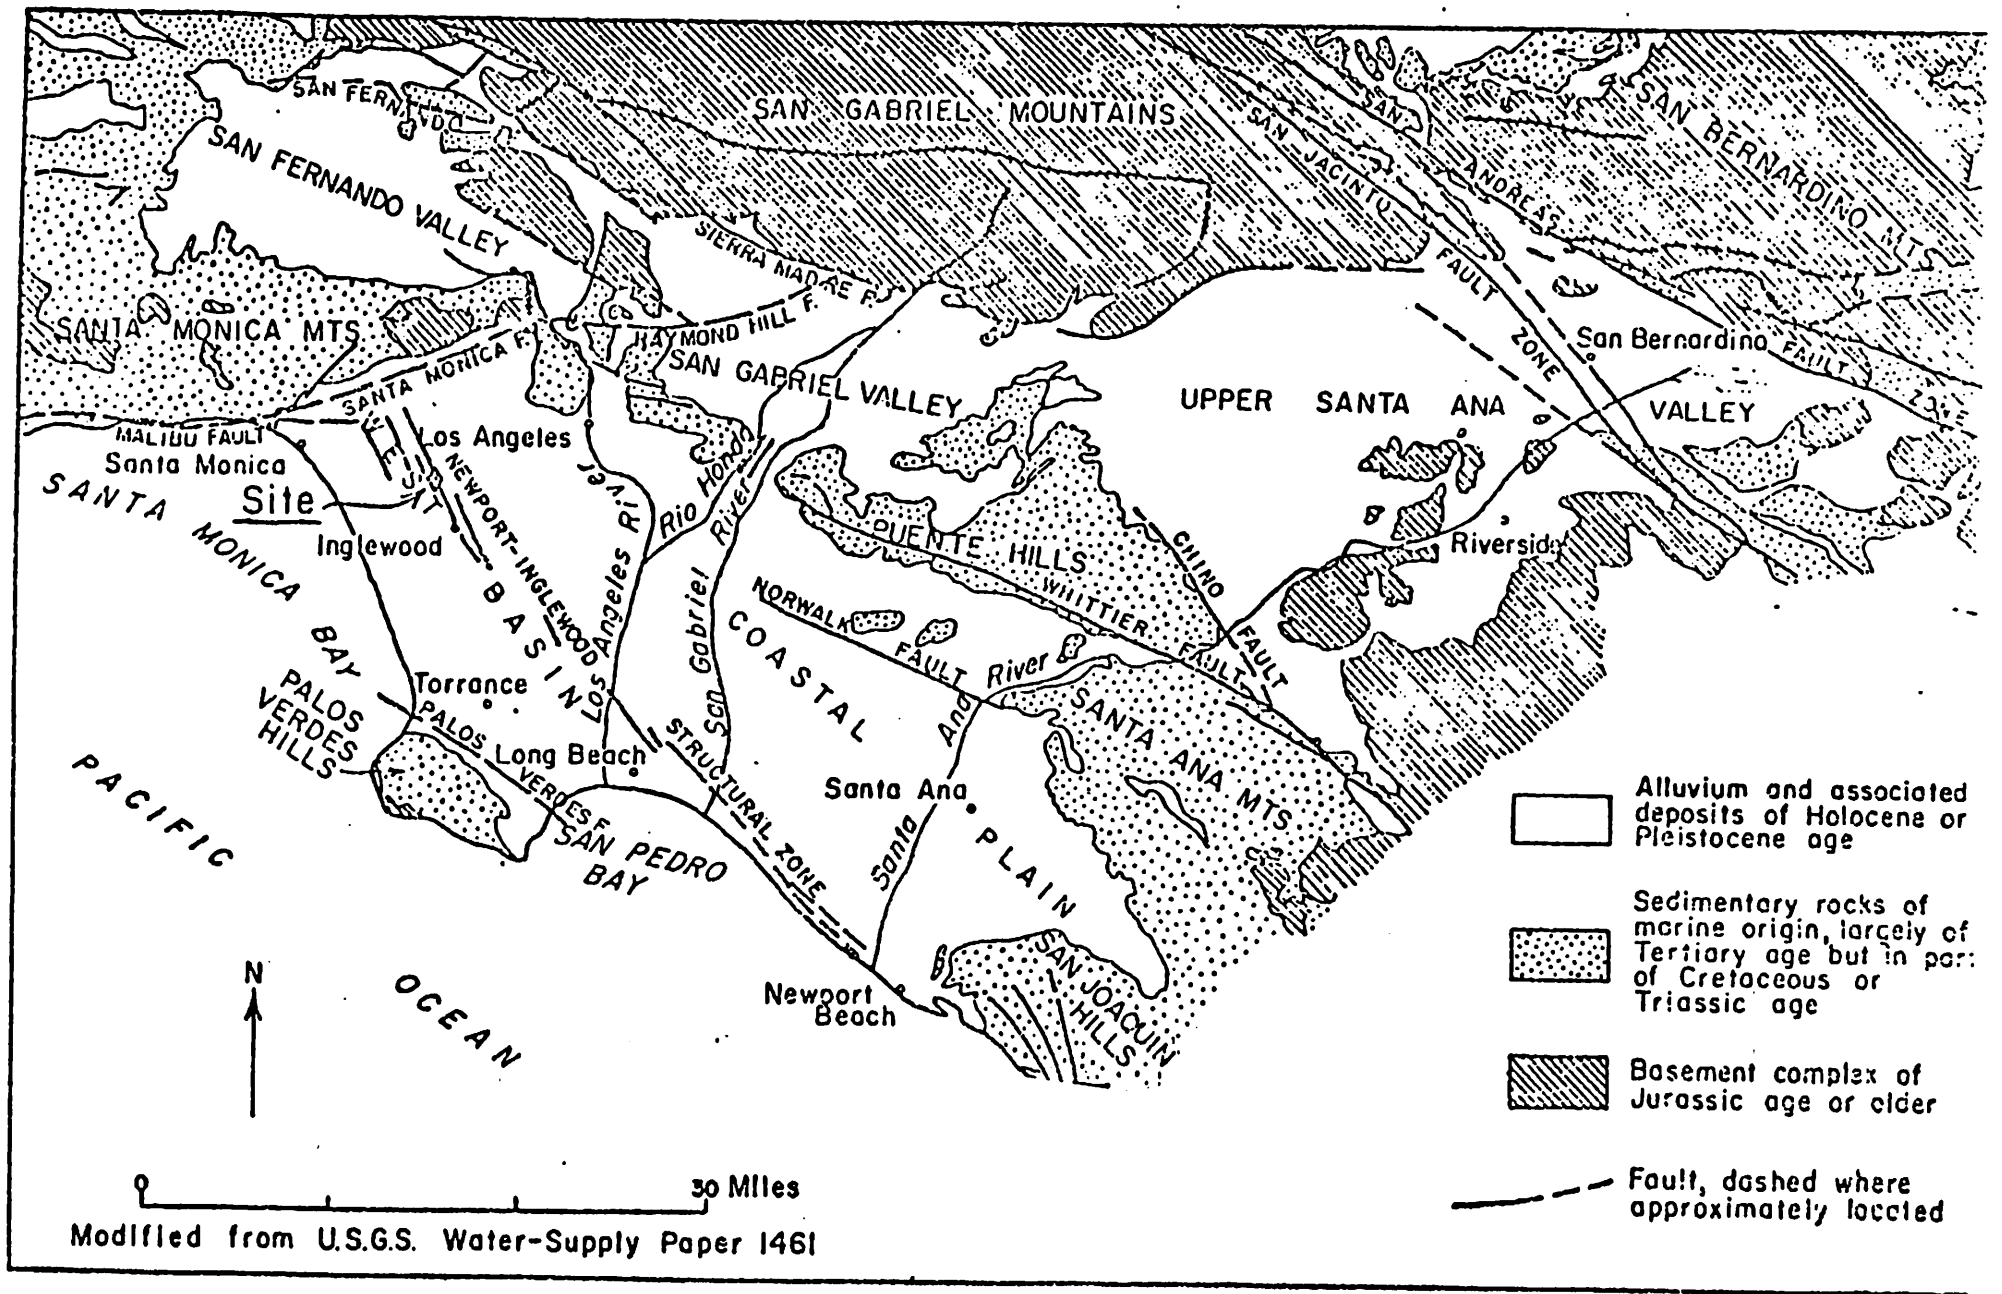 SAN FERNANDO
SAN GABRIEL MOUNTAINS
SAN BERNARDINO MTS
SAN FERNANDO VALLEY
SAN JACINTO
FAULT
ZONE
SAN
ANDREAS
FAULT
ZONE
SIERRA MADRE F.
RAYMOND HILL F.
SANTA MONICA MTS
SANTA MONICA F.
SAN GABRIEL VALLEY
UPPER SANTA ANA
VALLEY
San Bernardino
MALIBU FAULT
Santa Monica
Los Angeles
Site
Inglewood
WEST
BASIN
NEWPORT-INGLEWOOD
STRUCTURAL ZONE
SANTA MONICA BAY
Los Angeles River
Rio Hondo
San Gabriel
River
PUENTE HILLS
WHITTIER
FAULT
CHINO
FAULT
Riverside
NORWALK
FAULT
COASTAL
PLAIN
Santa Ana
River
SANTA ANA MTS.
PALOS
VERDES
HILLS
Torrance
PALOS
VERDES F.
Long Beach
SAN PEDRO
BAY
Santa Ana
PACIFIC
OCEAN
Newport
Beach
SAN JOAQUIN
HILLS
N
0
30 Miles
Modified from U.S.G.S. Water-Supply Paper 1461
Alluvium and associated
deposits of Holocene or
Pleistocene age
Sedimentary rocks of
marine origin, largely of
Tertiary age but in part
of Cretaceous or
Triassic age
Basement complex of
Jurassic age or older
Fault, dashed where
approximately located